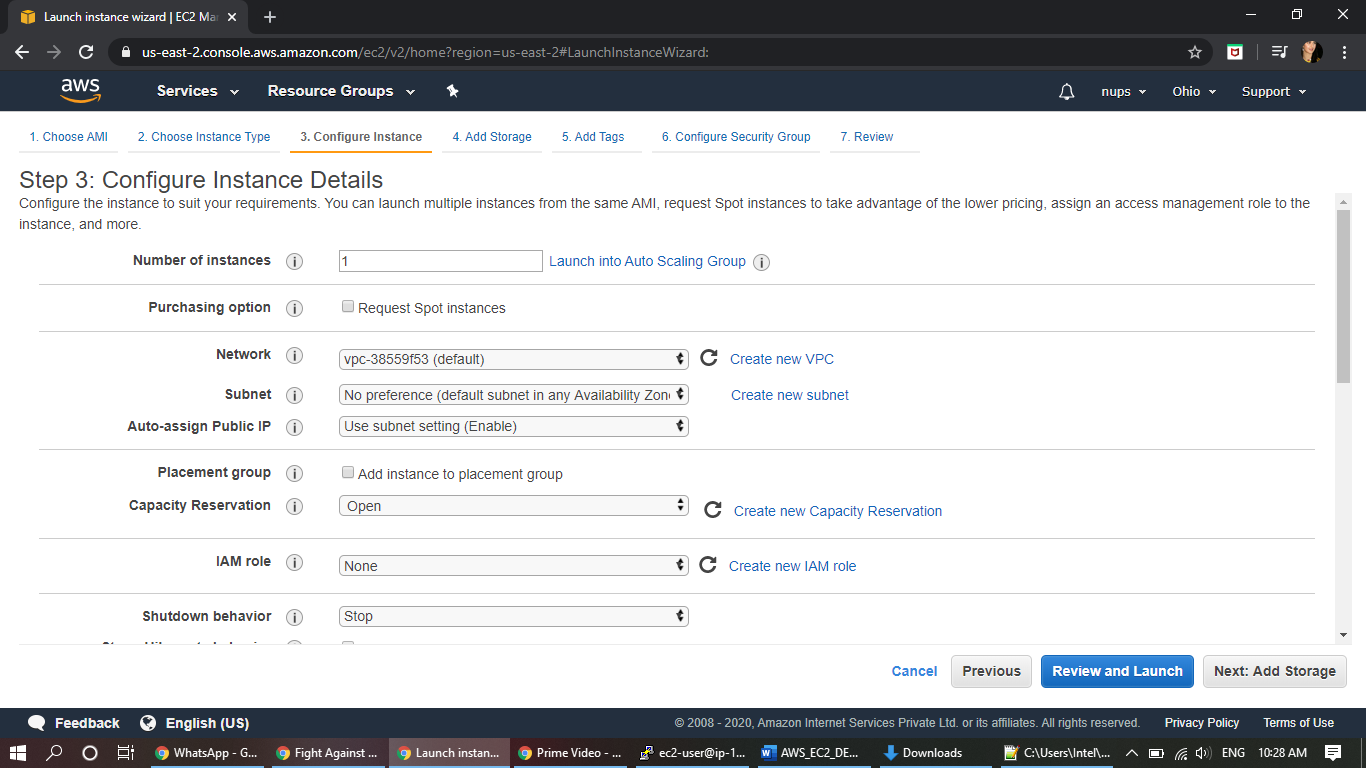 Launch instance wizard | EC2 Man
us-east-2.console.aws.amazon.com/ec2/v2/home?region=us-east-2#LaunchInstanceWizard:
aws Services Resource Groups nups Ohio Support
1. Choose AMI 2. Choose Instance Type 3. Configure Instance 4. Add Storage 5. Add Tags 6. Configure Security Group 7. Review
Step 3: Configure Instance Details
Configure the instance to suit your requirements. You can launch multiple instances from the same AMI, request Spot instances to take advantage of the lower pricing, assign an access management role to the
instance, and more.
Number of instances i 1 Launch into Auto Scaling Group i
Purchasing option i Request Spot instances
Network i vpc-38559f53 (default) Create new VPC
Subnet i No preference (default subnet in any Availability Zon Create new subnet
Auto-assign Public IP i Use subnet setting (Enable)
Placement group i Add instance to placement group
Capacity Reservation i Open Create new Capacity Reservation
IAM role i None Create new IAM role
Shutdown behavior i Stop
Cancel Previous Review and Launch Next: Add Storage
Feedback English (US) © 2008 - 2020, Amazon Internet Services Private Ltd. or its affiliates. All rights reserved. Privacy Policy Terms of Use
WhatsApp - G... Fight Against ... Launch instan... Prime Video - ... ec2-user@ip-1... AWS_EC2_DE... Downloads C:\Users\Intel\... ENG 10:28 AM